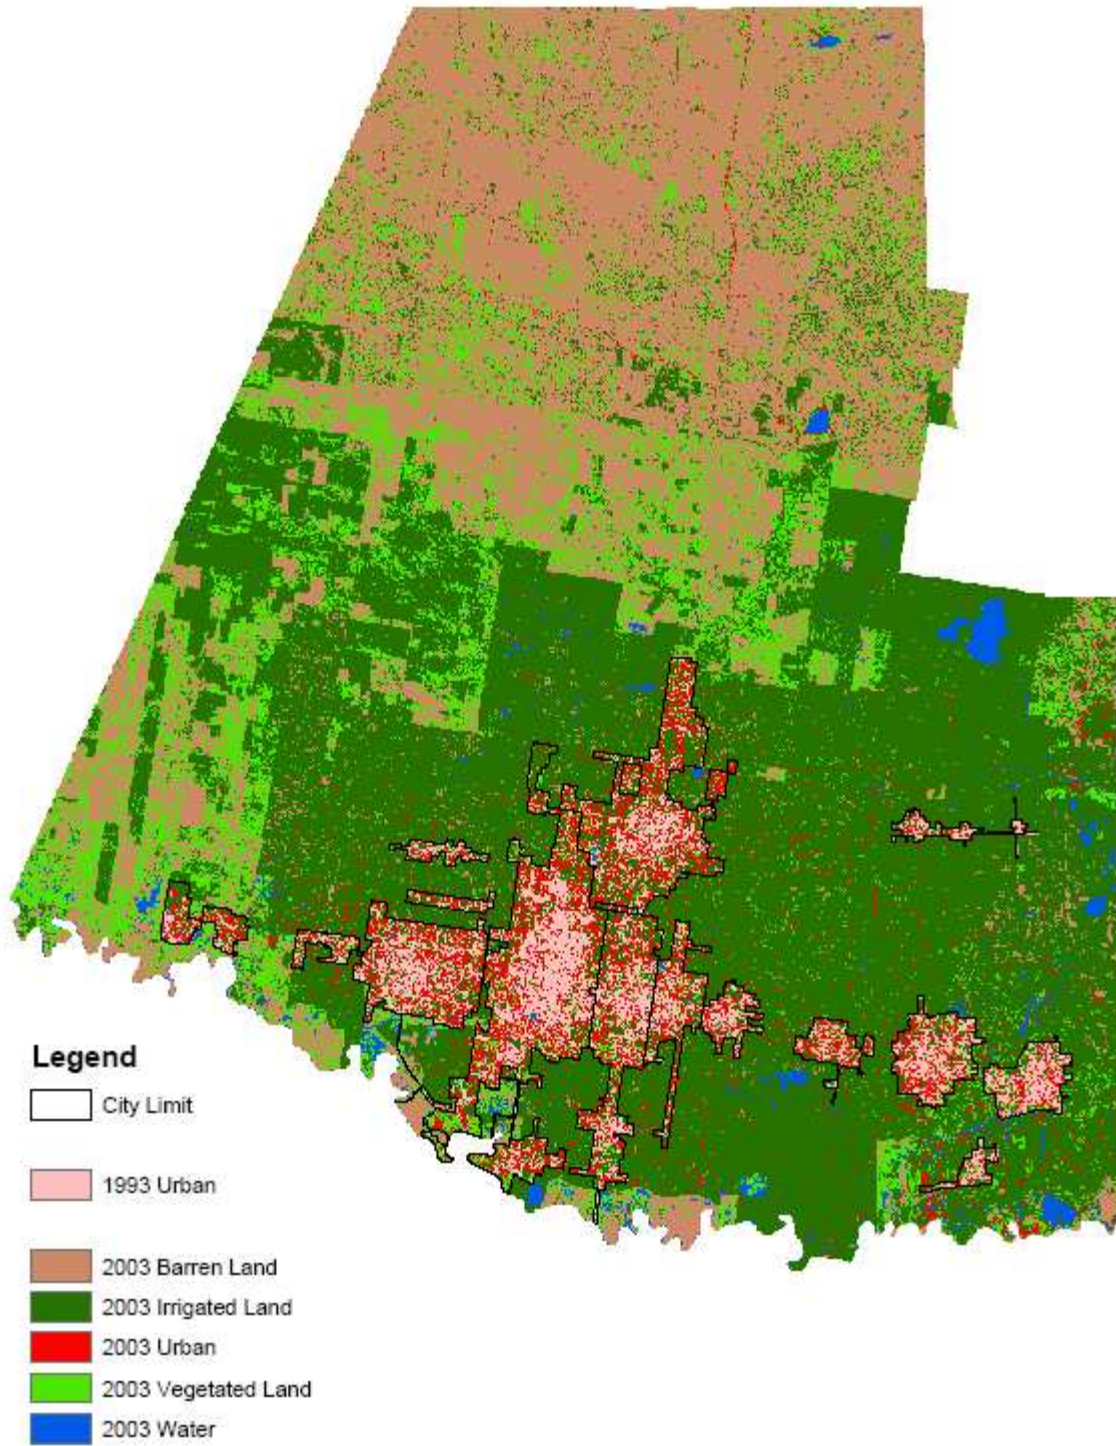 Legend
City Limit
1993 Urban
2003 Barren Land
2003 Irrigated Land
2003 Urban
2003 Vegetated Land
2003 Water